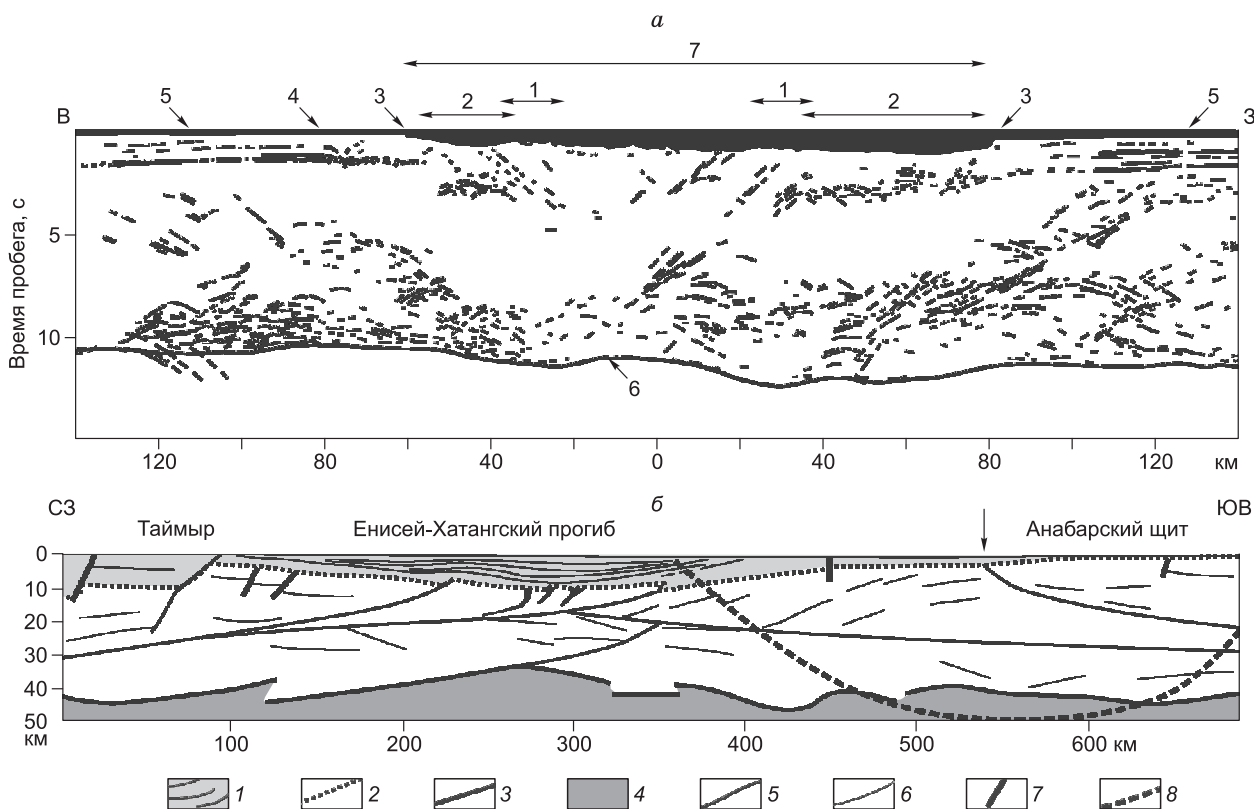 а
7
5 4 3 2 1 1 2 3 5
В З
Время пробега, с
5
10
6
120 80 40 0 40 80 120 км
СЗ б ЮВ
Таймыр Енисей-Хатангский прогиб Анабарский щит
0
10
20
30
40
50
км
100 200 300 400 500 600 км
1 2 3 4 5 6 7 8